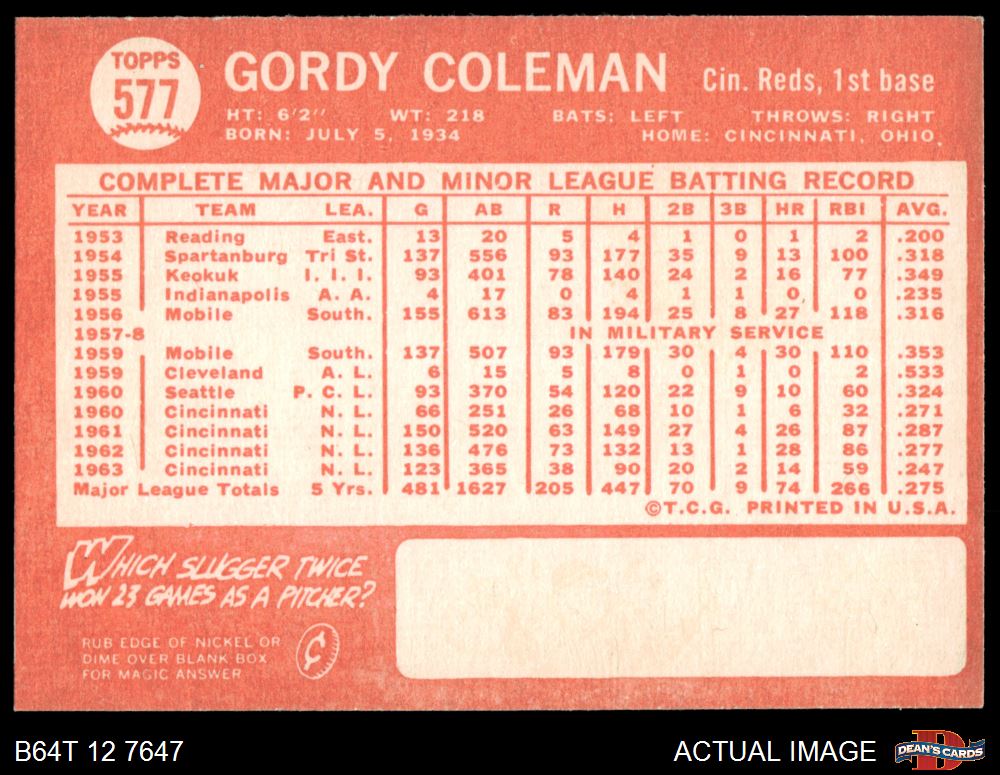 TOPPS
577
GORDY COLEMAN Cin. Reds, 1st base
HT: 6'2" WT: 218 BATS: LEFT THROWS: RIGHT
BORN: JULY 5, 1934 HOME: CINCINNATI, OHIO.
COMPLETE MAJOR AND MINOR LEAGUE BATTING RECORD
YEAR TEAM LEA. G AB R H 2B 3B HR RBI AVG.
1953 Reading East. 13 20 5 4 1 0 1 2 .200
1954 Spartanburg Tri St. 137 556 93 177 35 9 13 100 .318
1955 Keokuk I. I. I. 93 401 78 140 24 2 16 77 .349
1955 Indianapolis A. A. 4 17 0 4 1 1 0 0 .235
1956 Mobile South. 155 613 83 194 25 8 27 118 .316
1957-8 IN MILITARY SERVICE
1959 Mobile South. 137 507 93 179 30 4 30 110 .353
1959 Cleveland A. L. 6 15 5 8 0 1 0 2 .533
1960 Seattle P. C. L. 93 370 54 120 22 9 10 60 .324
1960 Cincinnati N. L. 66 251 26 68 10 1 6 32 .271
1961 Cincinnati N. L. 150 520 63 149 27 4 26 87 .287
1962 Cincinnati N. L. 136 476 73 132 13 1 28 86 .277
1963 Cincinnati N. L. 123 365 38 90 20 2 14 59 .247
Major League Totals 5 Yrs. 481 1627 205 447 70 9 74 266 .275
©T.C.G. PRINTED IN U.S.A.
WHICH SLUGGER TWICE
WON 23 GAMES AS A PITCHER?
RUB EDGE OF NICKEL OR
DIME OVER BLANK BOX
FOR MAGIC ANSWER
¢
B64T 12 7647 ACTUAL IMAGE DEAN'S CARDS